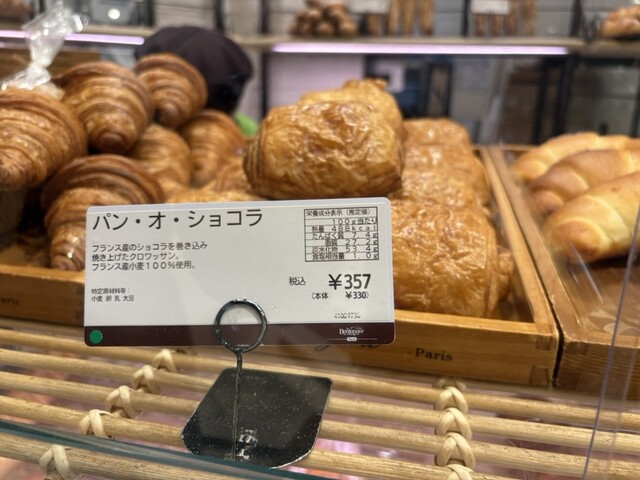 パン・オ・ショコラ
フランス産のショコラを巻き込み
焼き上げたクロワッサン。
フランス産小麦100%使用。
特定原材料等:
小麦 卵 乳 大豆
栄養成分表示(推定値)
100g当たり
熱量 488kcal
たんぱく質 7.4g
脂質 27.2g
炭水化物 53.4g
食塩相当量 1.0g
税込 ¥357
(本体 ¥330)
Paris